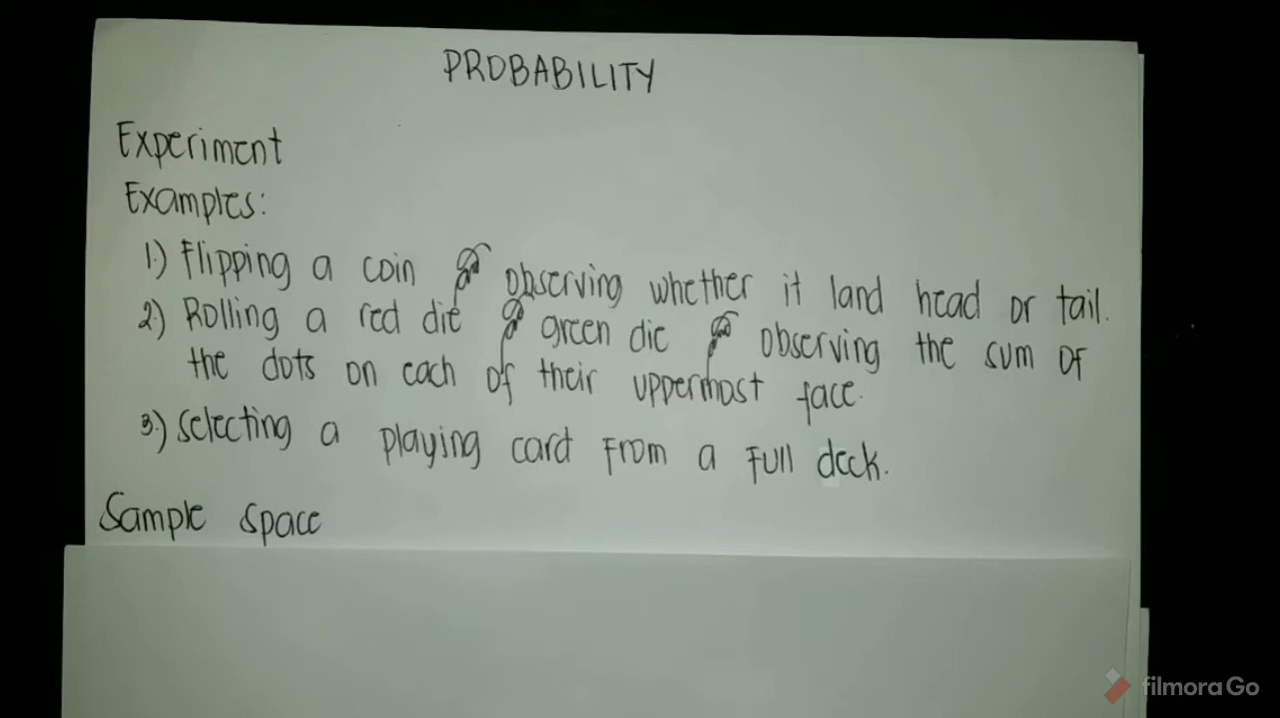 PROBABILITY
Experiment
Examples:
1.) Flipping a coin & observing whether it land head or tail.
2) Rolling a red die & green die & observing the sum of
the dots on each of their uppermost face.
3.) Selecting a playing card from a full deck.
Sample space
filmoraGo